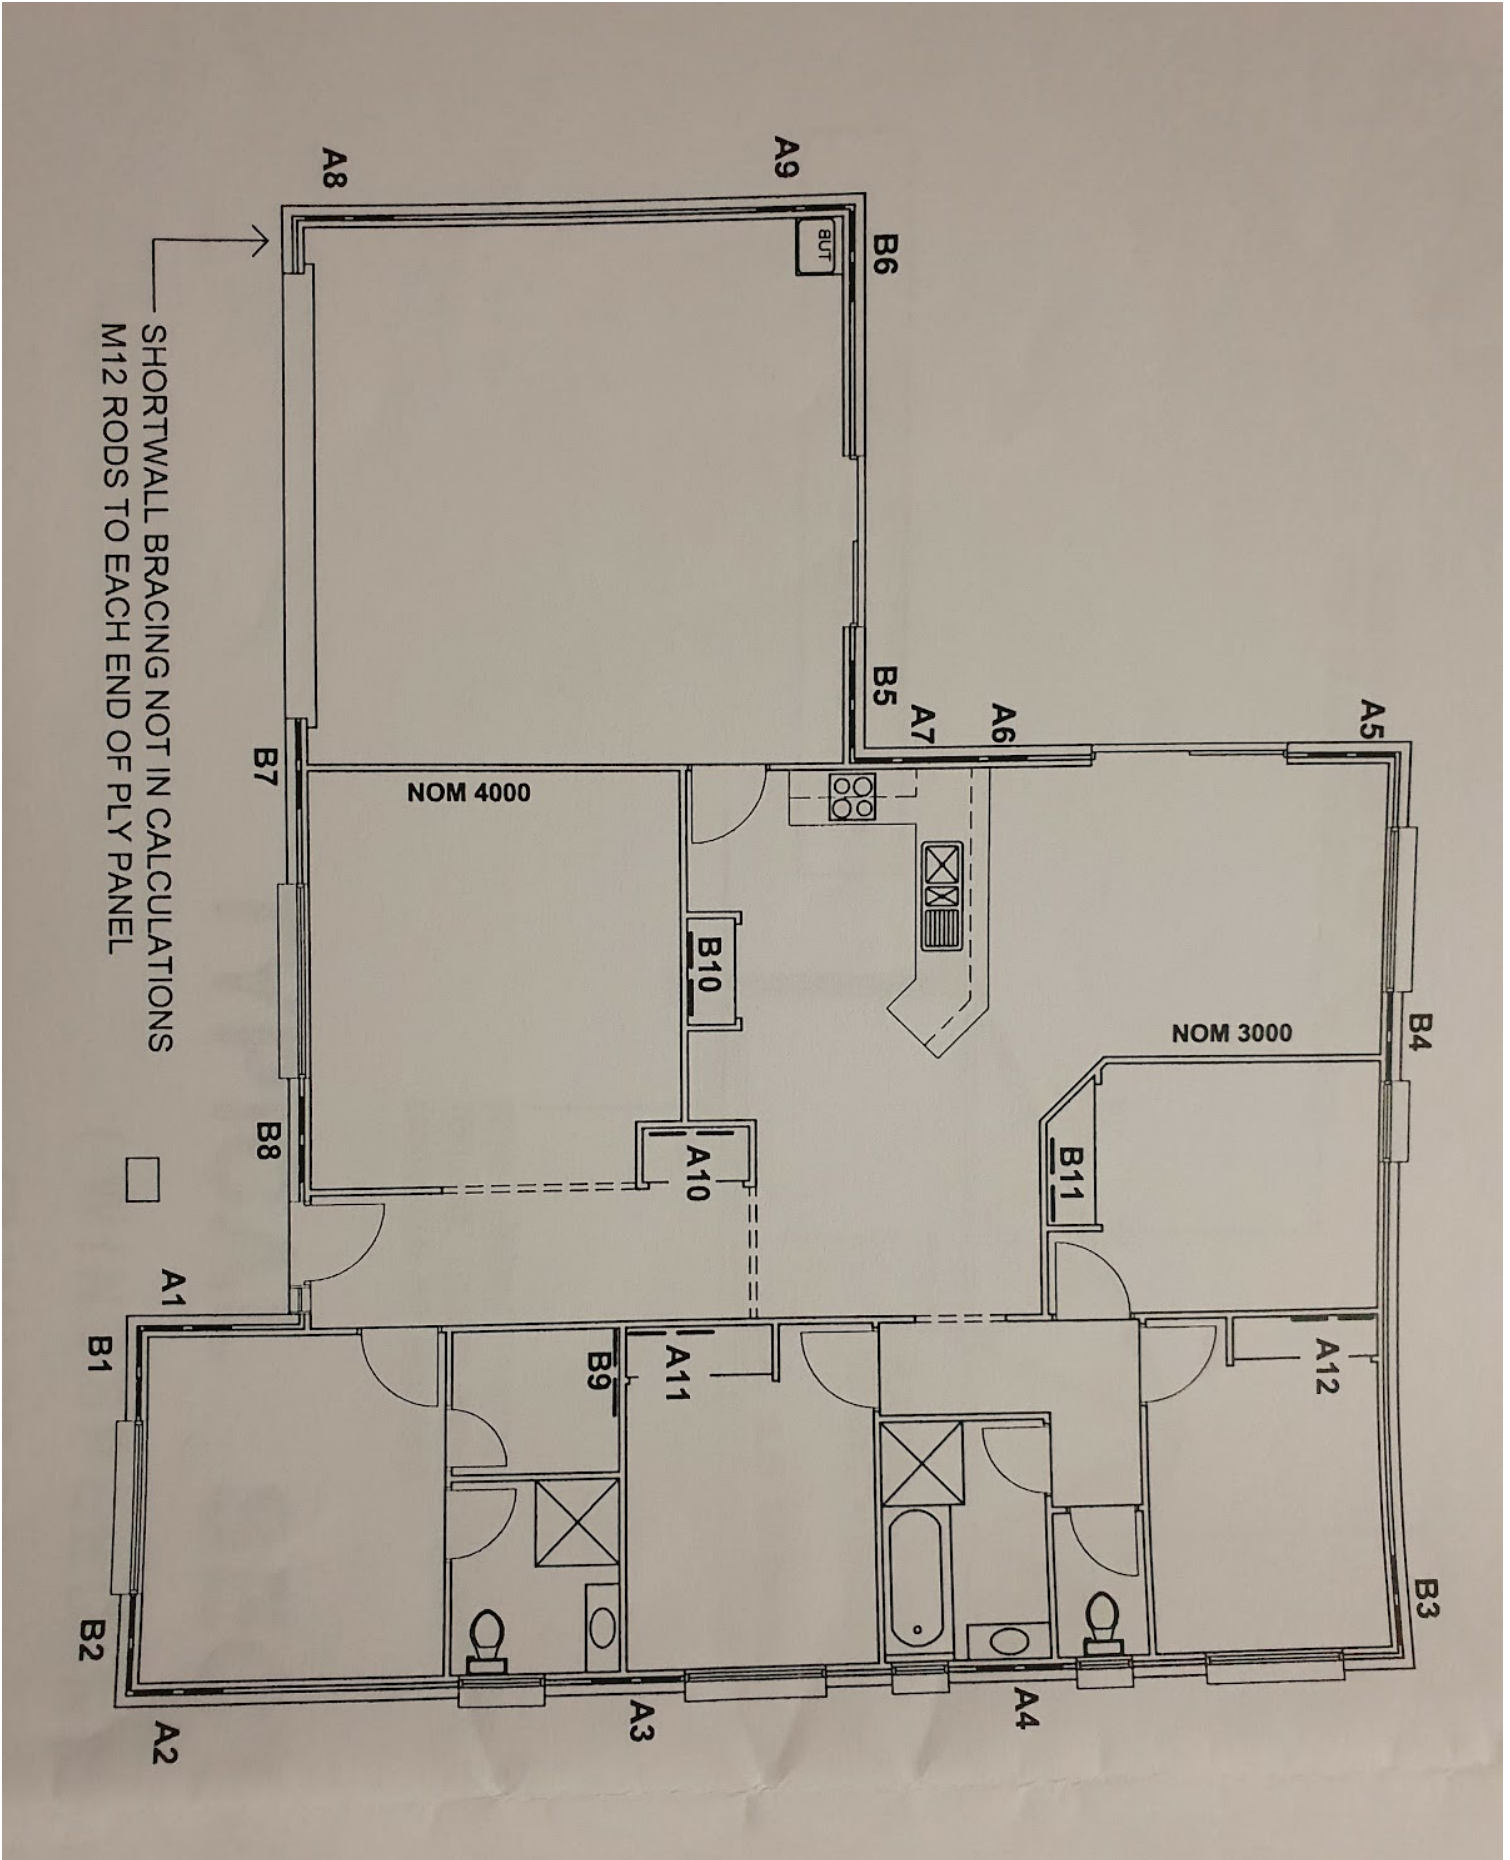 A8
A9
TUB
B6
SHORTWALL BRACING NOT IN CALCULATIONS
M12 RODS TO EACH END OF PLY PANEL
B5
A7
A6
A5
B7
NOM 4000
B10
NOM 3000
B4
B8
A10
B11
A1
B1
B9
A11
A12
B2
B3
A2
A3
A4